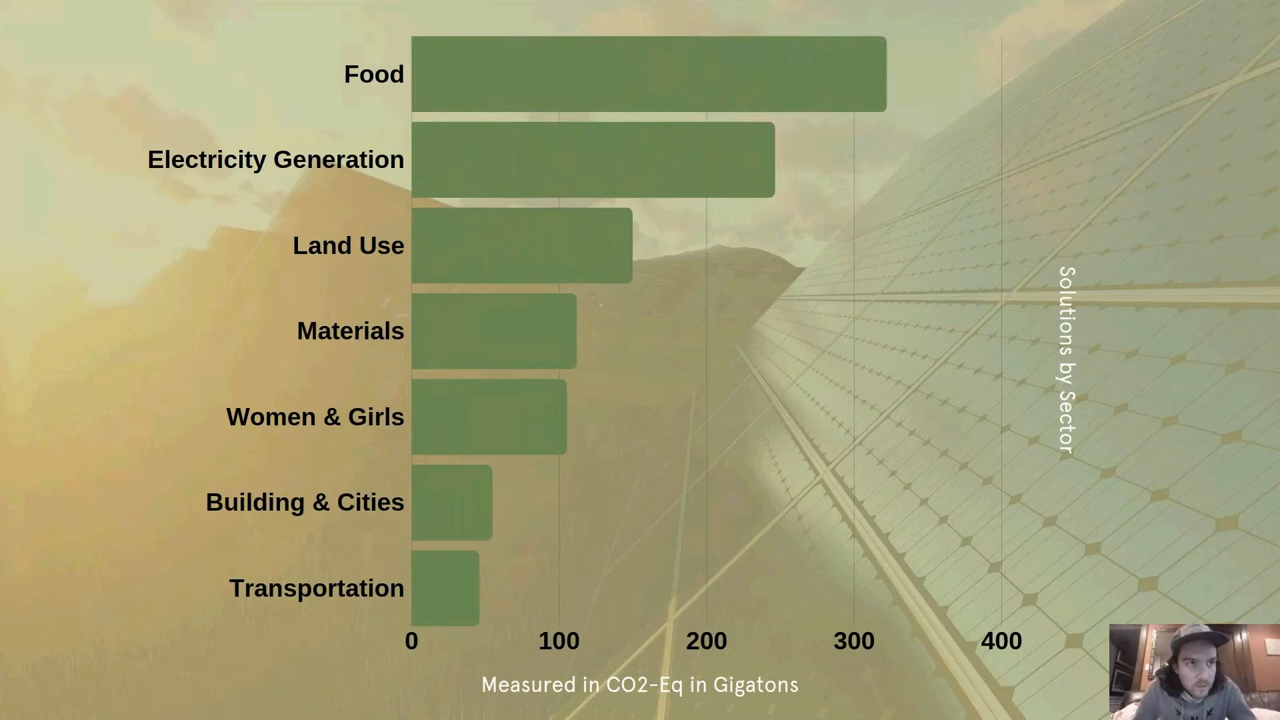 Food
Electricity Generation
Land Use
Materials
Women & Girls
Building & Cities
Transportation
0 100 200 300 400
Measured in CO2-Eq in Gigatons
Solutions by Sector